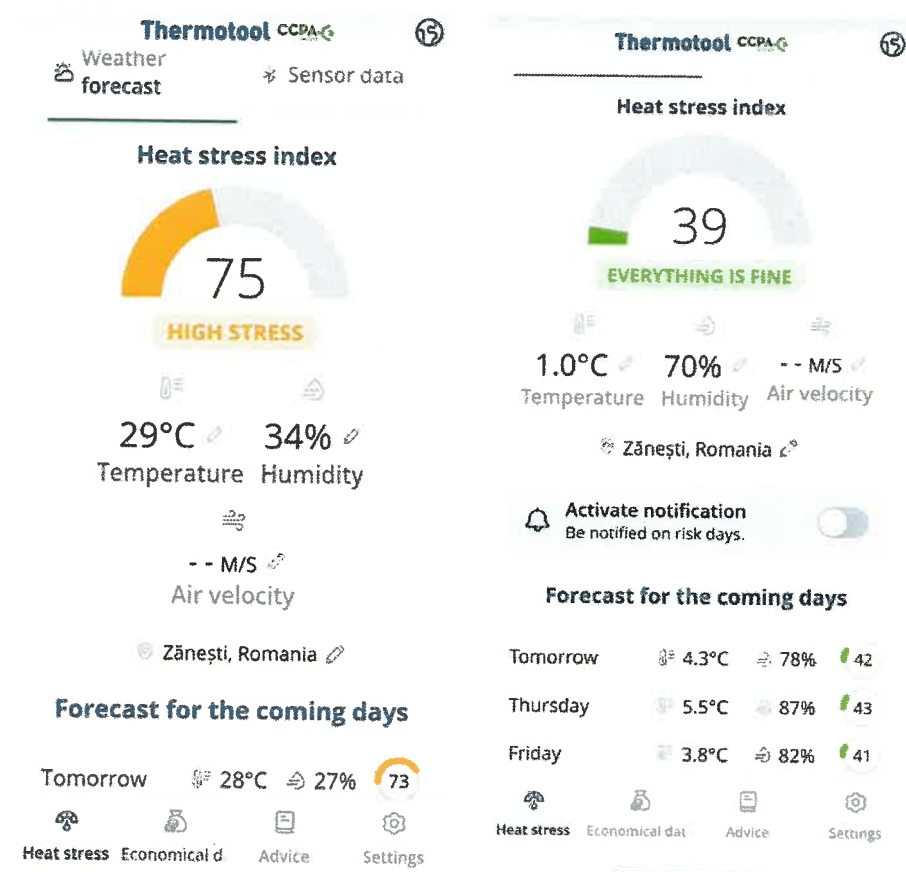 Thermotool CCPA
15
Weather
forecast
Sensor data
Heat stress index
75
HIGH STRESS
29°C
34%
Temperature
Humidity
- - M/S
Air velocity
Zănești, Romania
Forecast for the coming days
Tomorrow 28°C 27% 73
Heat stress Economical d Advice Settings
Thermotool CCPA
15
Heat stress index
39
EVERYTHING IS FINE
1.0°C 70% - - M/S
Temperature Humidity Air velocity
Zănești, Romania
Activate notification
Be notified on risk days.
Forecast for the coming days
Tomorrow 4.3°C 78% 42
Thursday 5.5°C 87% 43
Friday 3.8°C 82% 41
Heat stress Economical dat Advice Settings